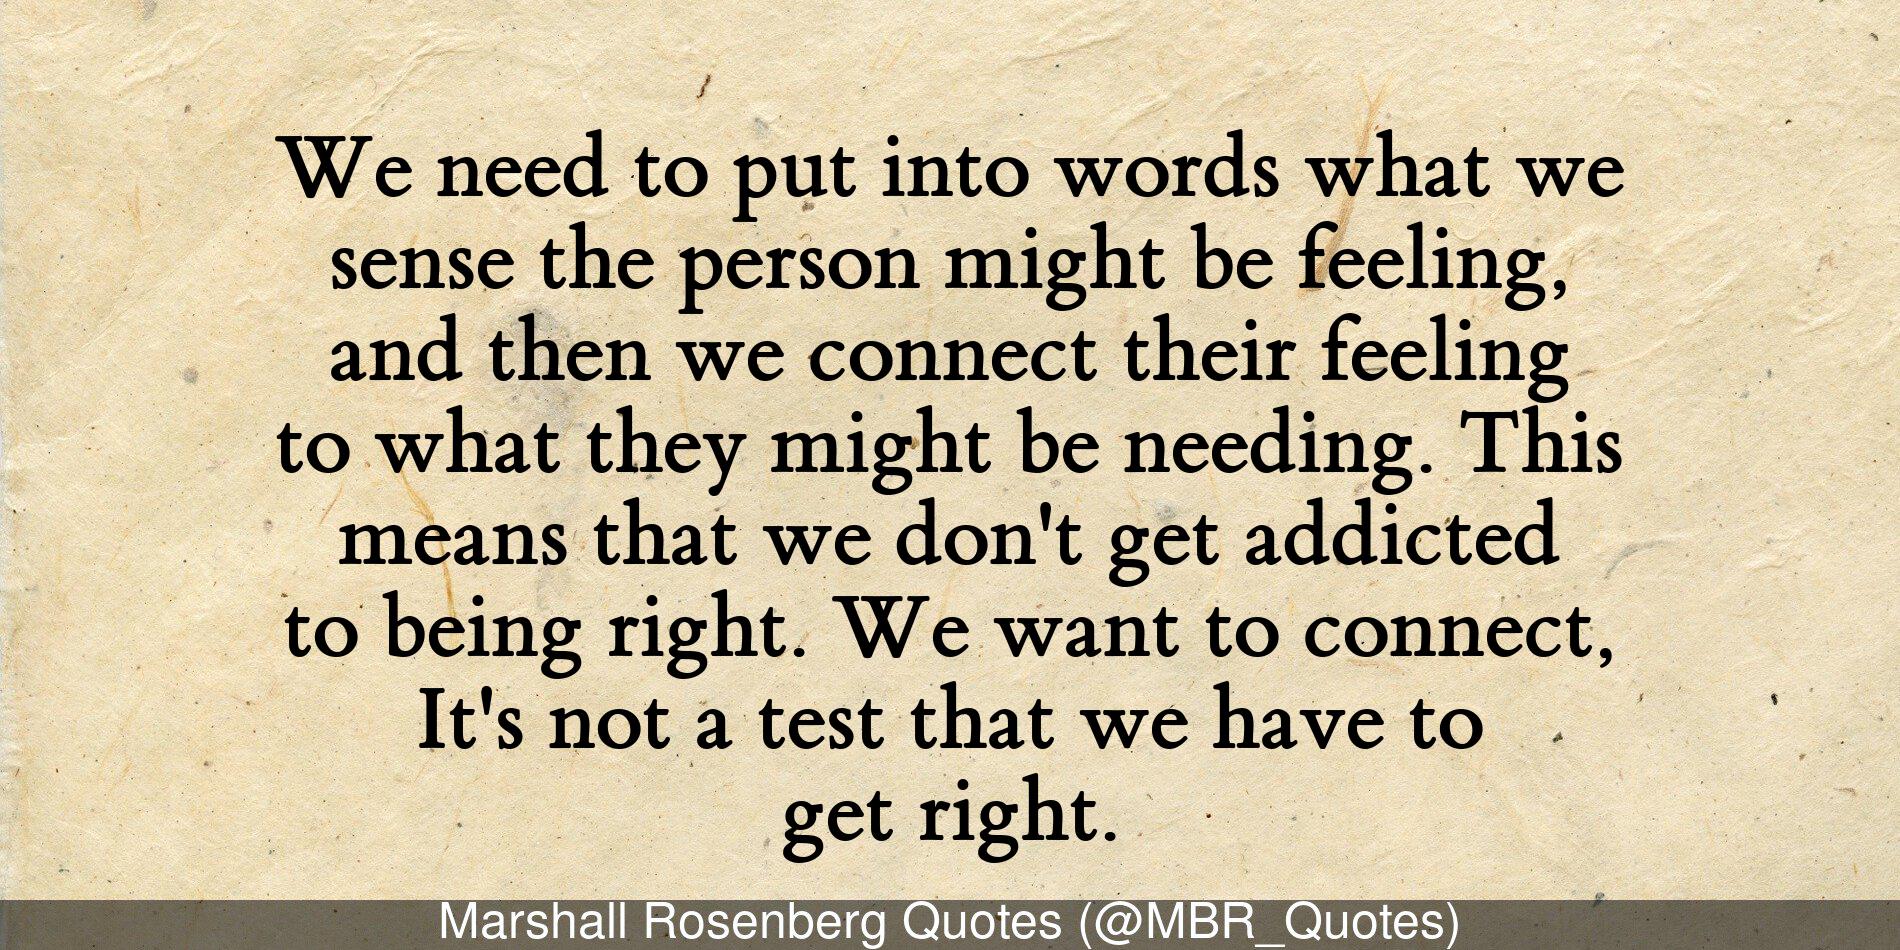 We need to put into words what we
sense the person might be feeling,
and then we connect their feeling
to what they might be needing. This
means that we don't get addicted
to being right. We want to connect,
It's not a test that we have to
get right.
Marshall Rosenberg Quotes (@MBR_Quotes)